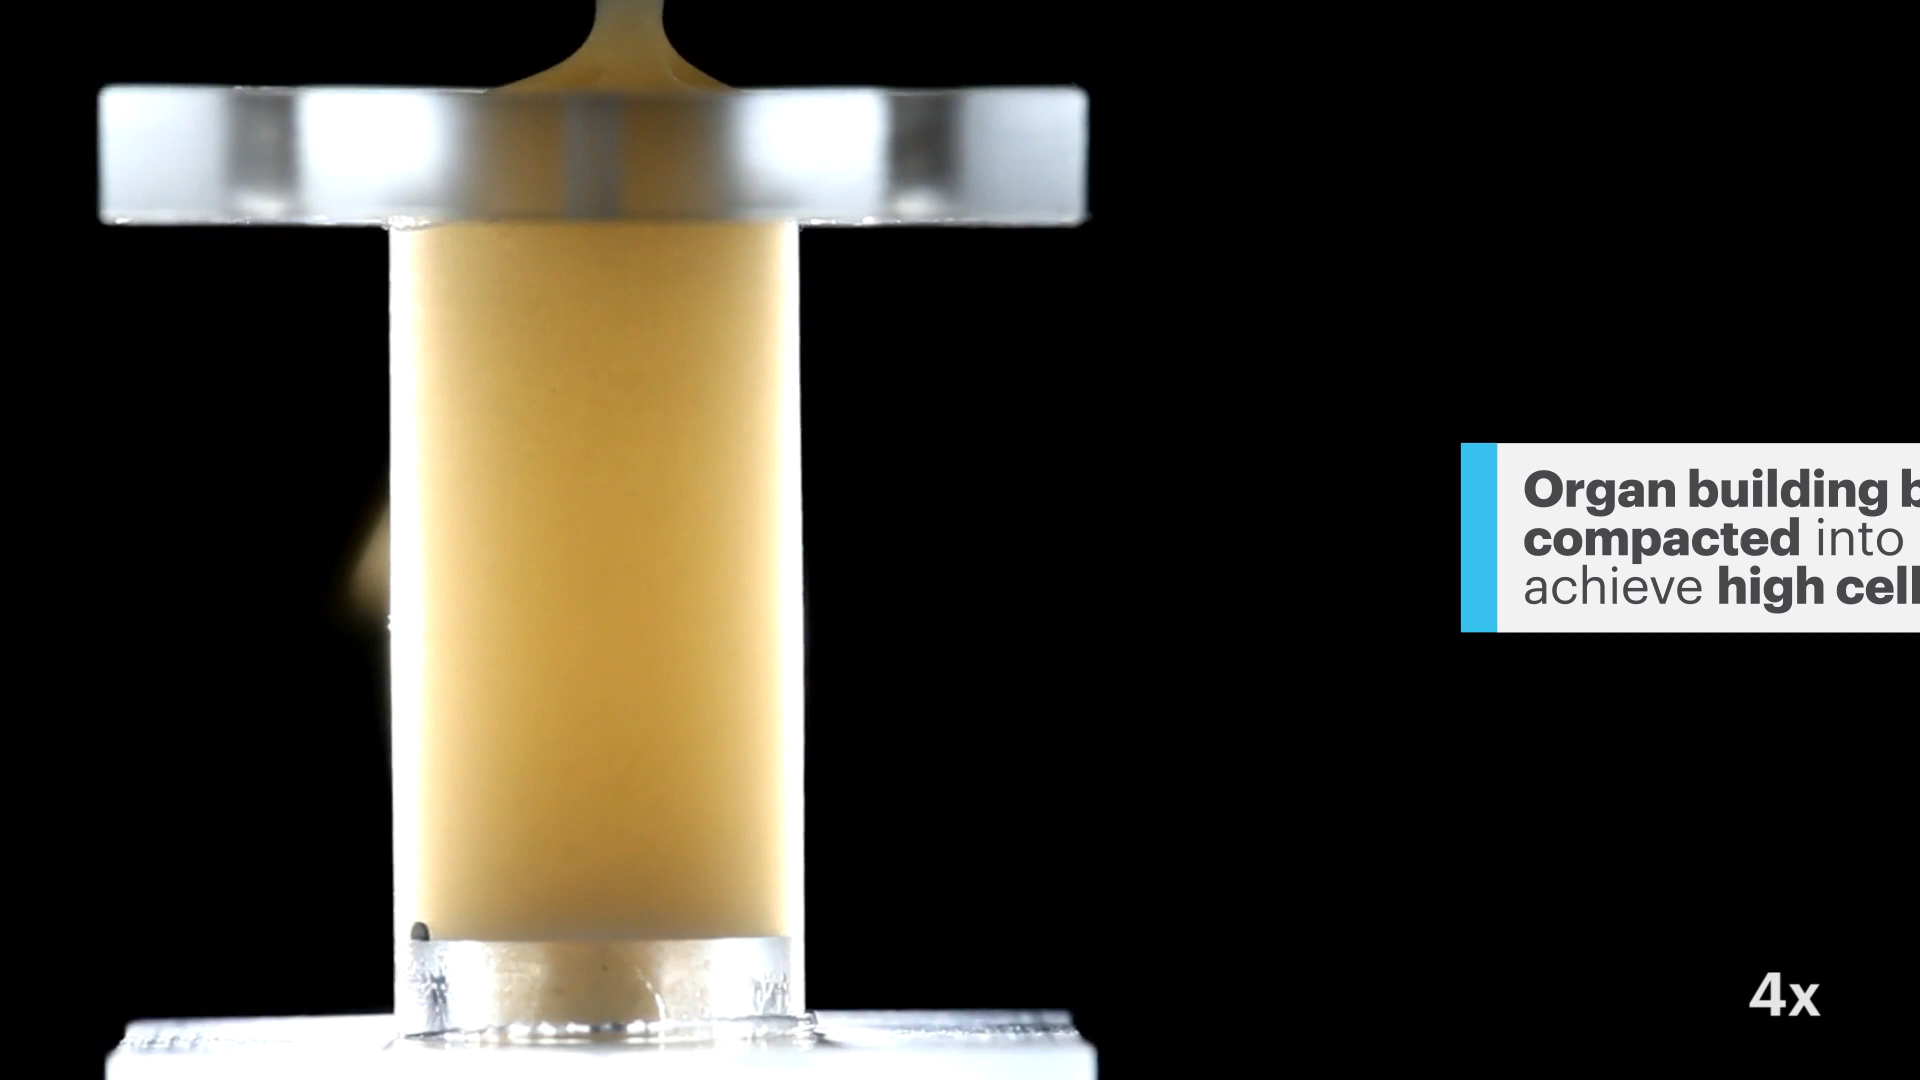 Organ building b
compacted into
achieve high cell
4x